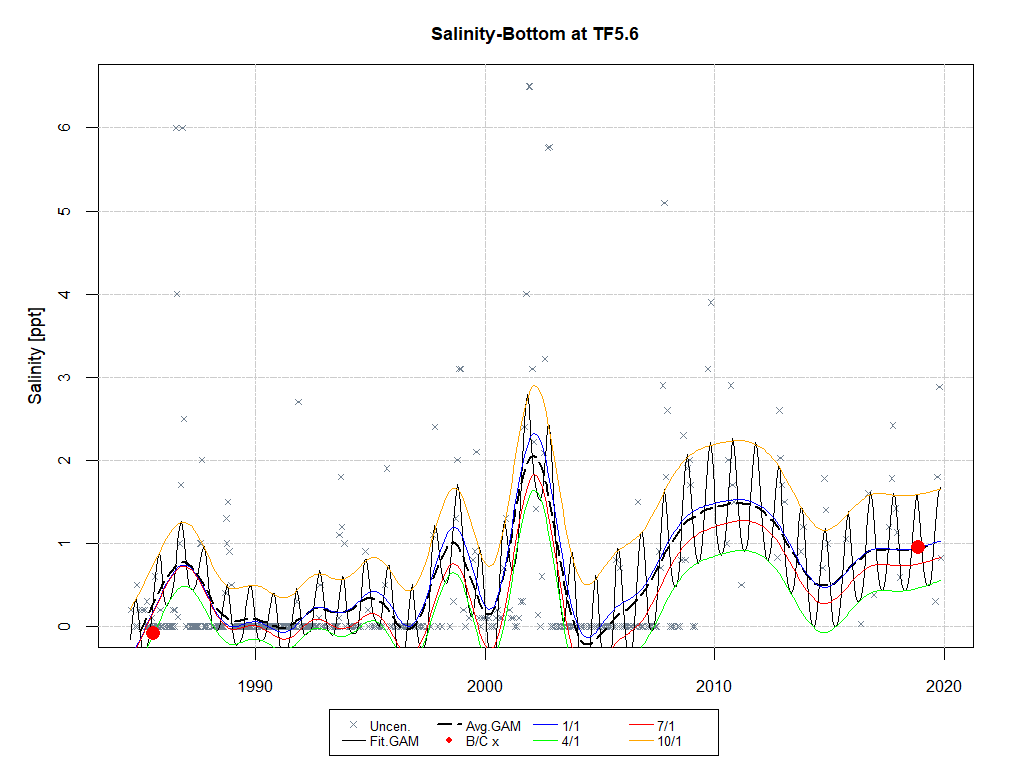 Salinity-Bottom at TF5.6
Salinity [ppt]
6
5
4
3
2
1
0
1990 2000 2010 2020
Uncen. Avg.GAM 1/1 7/1
Fit.GAM B/C x 4/1 10/1